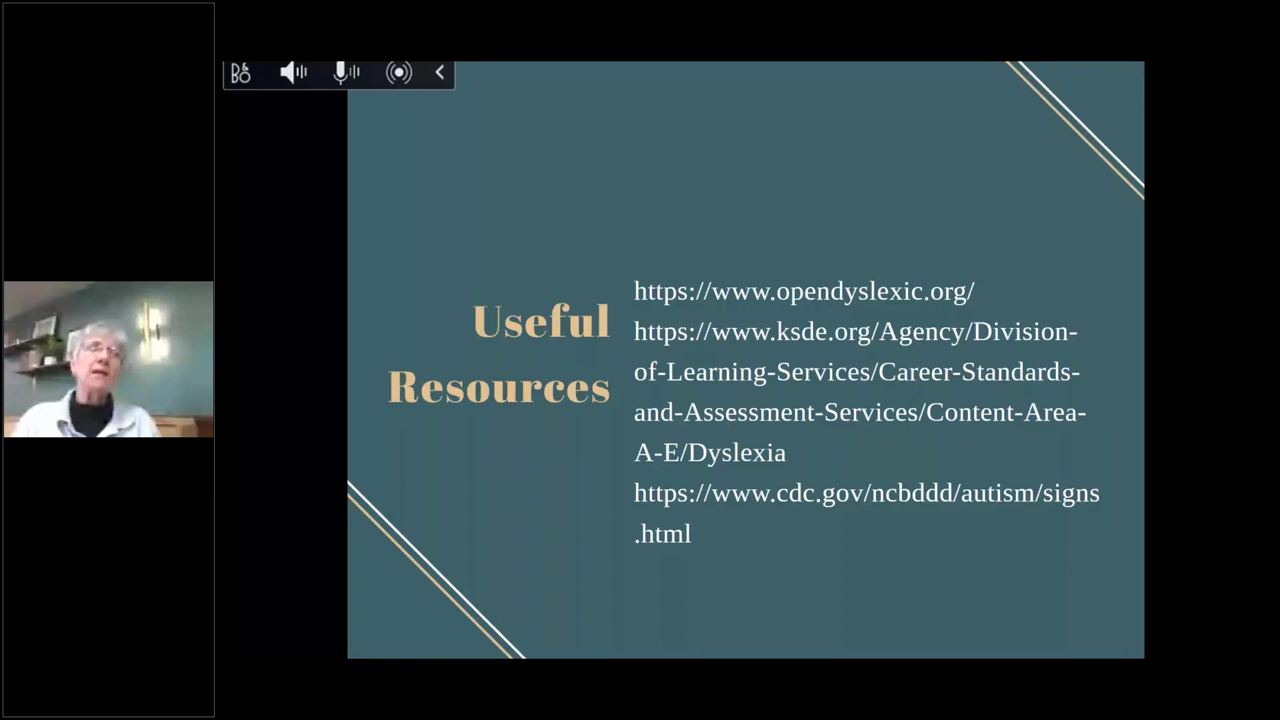 B&O
Useful
Resources
https://www.opendyslexic.org/
https://www.ksde.org/Agency/Division-
of-Learning-Services/Career-Standards-
and-Assessment-Services/Content-Area-
A-E/Dyslexia
https://www.cdc.gov/ncbddd/autism/signs
.html